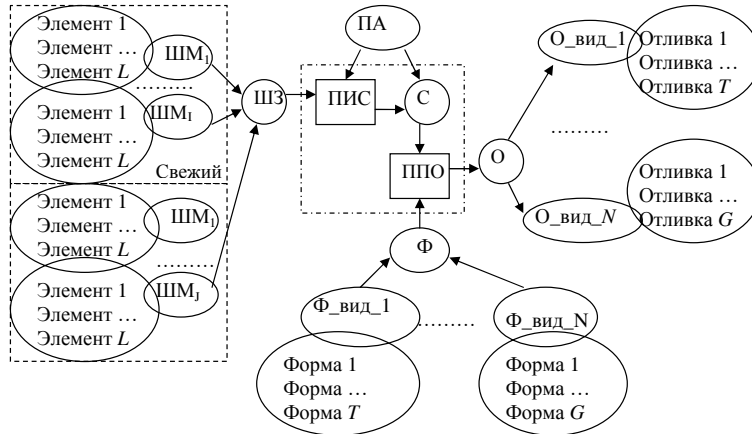 Элемент 1
Элемент …
Элемент L
ШМ1
.........
Элемент 1
Элемент …
Элемент L
ШМI
Свежий
Элемент 1
Элемент …
Элемент L
ШМ1
.........
Элемент 1
Элемент …
Элемент L
ШМJ
ШЗ
ПА
ПИС
С
ППО
О
Ф
О_вид_1
Отливка 1
Отливка …
Отливка T
.........
О_вид_N
Отливка 1
Отливка …
Отливка G
Ф_вид_1
.........
Ф_вид_N
Форма 1
Форма …
Форма T
Форма 1
Форма …
Форма G